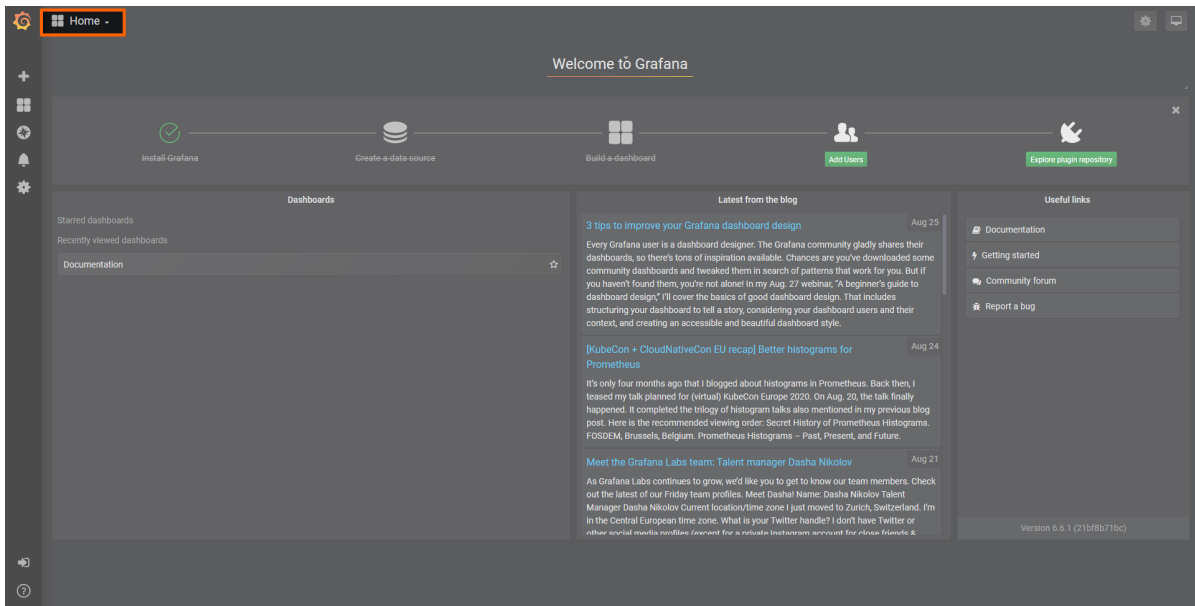 Home
Welcome to Grafana
Install Grafana
Create a data source
Build a dashboard
Add Users
Explore plugin repository
Dashboards
Starred dashboards
Recently viewed dashboards
Documentation
Latest from the blog
3 tips to improve your Grafana dashboard design
Aug 25
Every Grafana user is a dashboard designer. The Grafana community gladly shares their
dashboards, so there's tons of inspiration available. Chances are you've downloaded some
community dashboards and tweaked them in search of patterns that work for you. But if
you haven't found them, you're not alone! In my Aug. 27 webinar, "A beginner's guide to
dashboard design," I'll cover the basics of good dashboard design. That includes
structuring your dashboard to tell a story, considering your dashboard users and their
context, and creating an accessible and beautiful dashboard style.
[KubeCon + CloudNativeCon EU recap] Better histograms for
Prometheus
Aug 24
It's only four months ago that I blogged about histograms in Prometheus. Back then, I
teased my talk planned for (virtual) KubeCon Europe 2020. On Aug. 20, the talk finally
happened. It completed the trilogy of histogram talks also mentioned in my previous blog
post. Here is the recommended viewing order: Secret History of Prometheus Histograms.
FOSDEM, Brussels, Belgium. Prometheus Histograms – Past, Present, and Future.
Meet the Grafana Labs team: Talent manager Dasha Nikolov
Aug 21
As Grafana Labs continues to grow, we'd like you to get to know our team members. Check
out the latest of our Friday team profiles. Meet Dasha! Name: Dasha Nikolov Talent
Manager Dasha Nikolov Current location/time zone I just moved to Zurich, Switzerland. I'm
in the Central European time zone. What is your Twitter handle? I don't have Twitter or
other social media profiles (except for a private Instagram account for close friends &
Useful links
Documentation
Getting started
Community forum
Report a bug
Version 6.6.1 (21bf8b71bc)